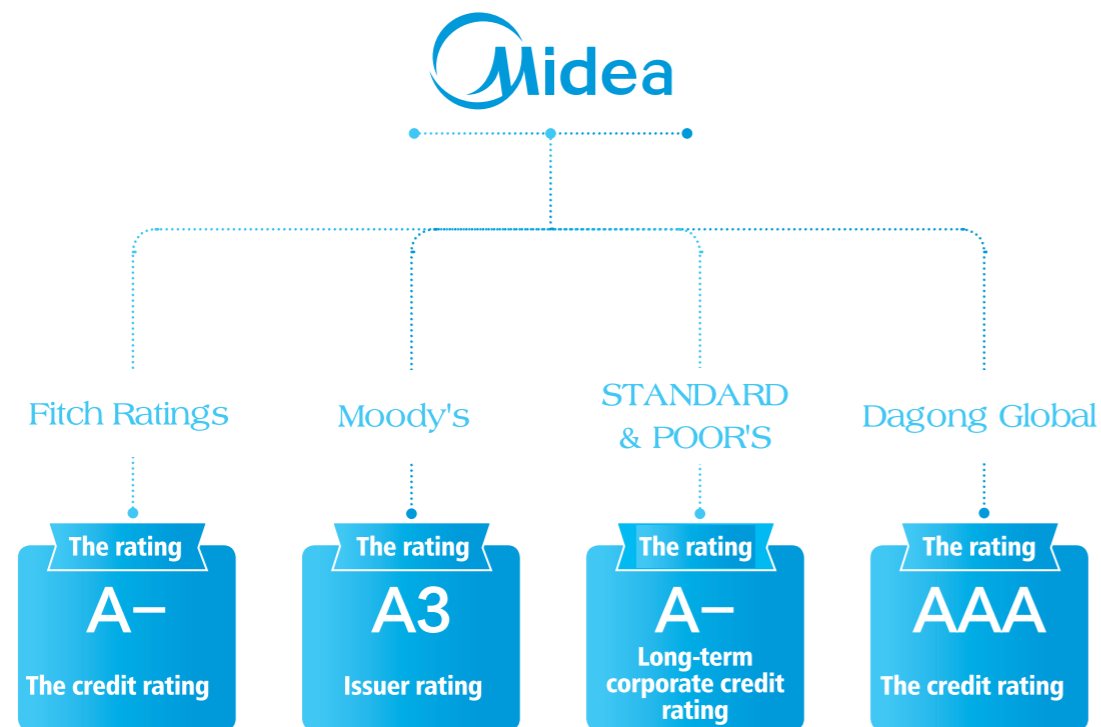 Midea
Fitch Ratings
Moody's
STANDARD
& POOR'S
Dagong Global
The rating
A–
The credit rating
The rating
A3
Issuer rating
The rating
A–
Long-term
corporate credit
rating
The rating
AAA
The credit rating